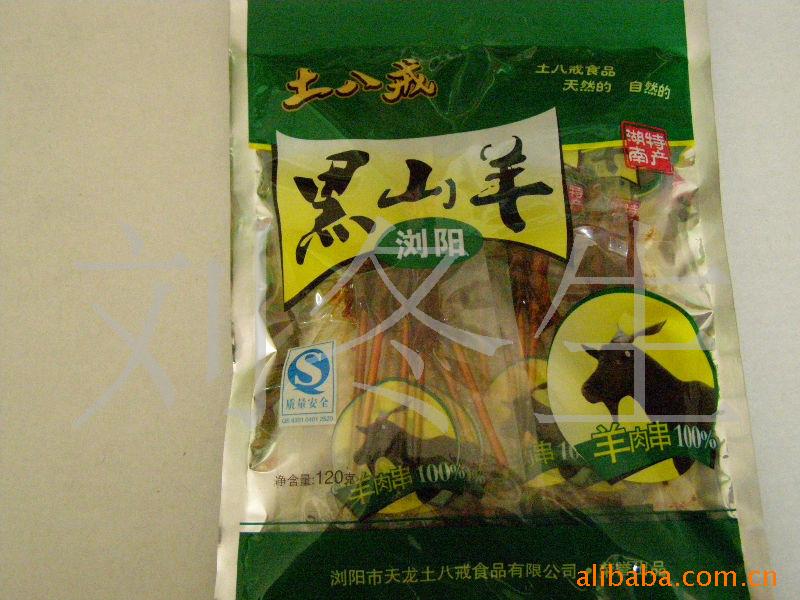 土八戒
土八戒食品
天然的 自然的
湖南特产
黑山羊
浏阳
刘冬生
质量安全
羊肉串100%
羊肉串100%
净含量:120克
浏阳市天龙土八戒食品有限公司
alibaba.com.cn